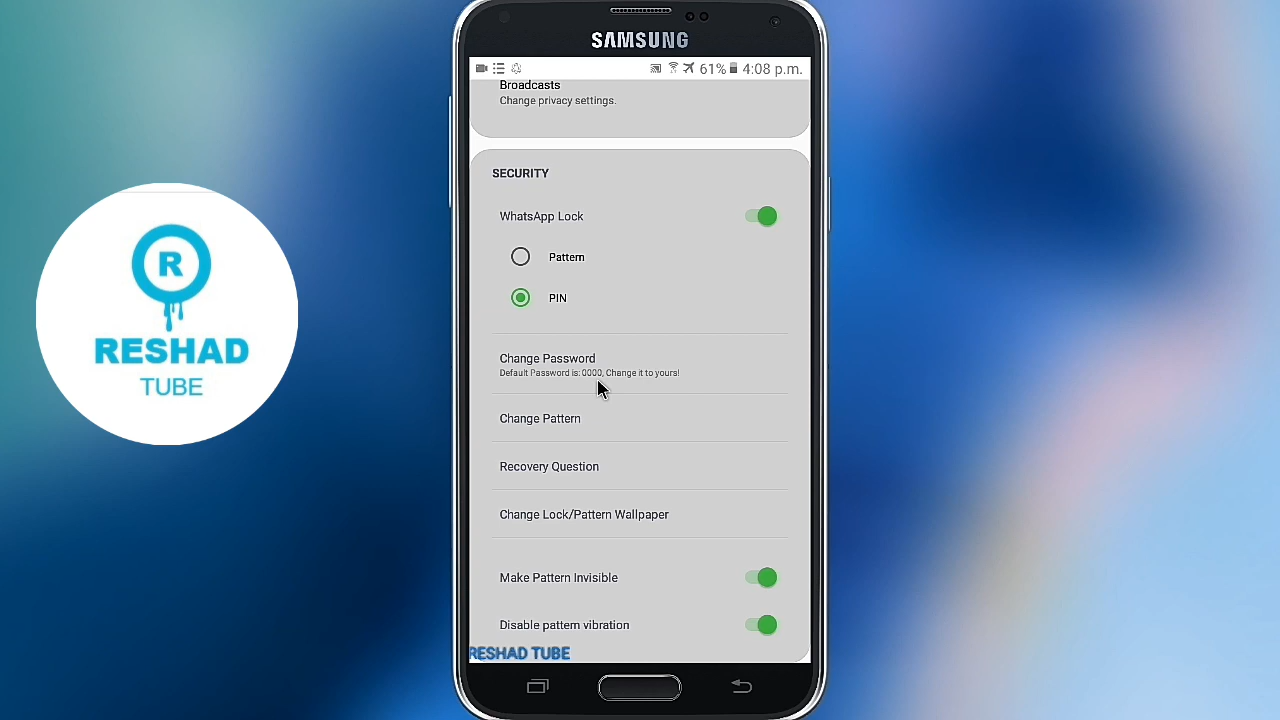 SAMSUNG
61% 4:08 p.m.
Broadcasts
Change privacy settings.
SECURITY
WhatsApp Lock
Pattern
PIN
Change Password
Default Password is: 0000, Change it to yours!
Change Pattern
Recovery Question
Change Lock/Pattern Wallpaper
Make Pattern Invisible
Disable pattern vibration
RESHAD TUBE
R
RESHAD
TUBE